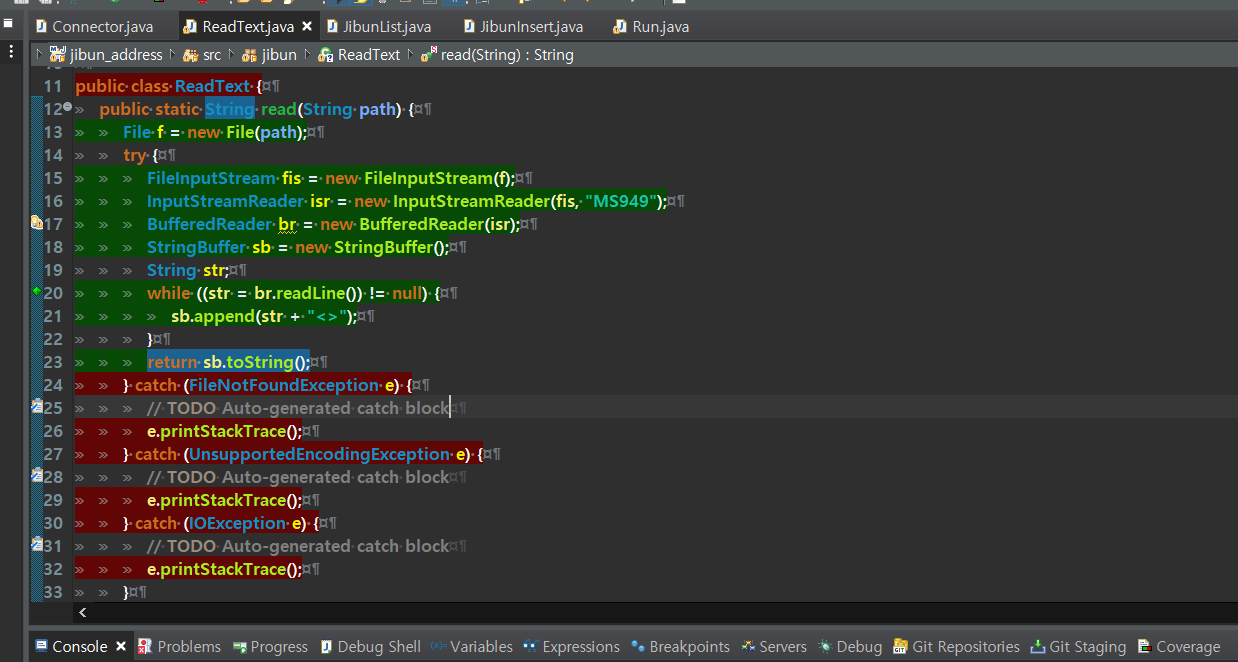 Connector.java ReadText.java JibunList.java JibunInsert.java Run.java
jibun_address src jibun ReadText read(String) : String
11 public class ReadText {
12 public static String read(String path) {
13 File f = new File(path);
14 try {
15 FileInputStream fis = new FileInputStream(f);
16 InputStreamReader isr = new InputStreamReader(fis, "MS949");
17 BufferedReader br = new BufferedReader(isr);
18 StringBuffer sb = new StringBuffer();
19 String str;
20 while ((str = br.readLine()) != null) {
21 sb.append(str + "<>");
22 }
23 return sb.toString();
24 } catch (FileNotFoundException e) {
25 // TODO Auto-generated catch block
26 e.printStackTrace();
27 } catch (UnsupportedEncodingException e) {
28 // TODO Auto-generated catch block
29 e.printStackTrace();
30 } catch (IOException e) {
31 // TODO Auto-generated catch block
32 e.printStackTrace();
33 }
Console Problems Progress Debug Shell Variables Expressions Breakpoints Servers Debug Git Repositories Git Staging Coverage